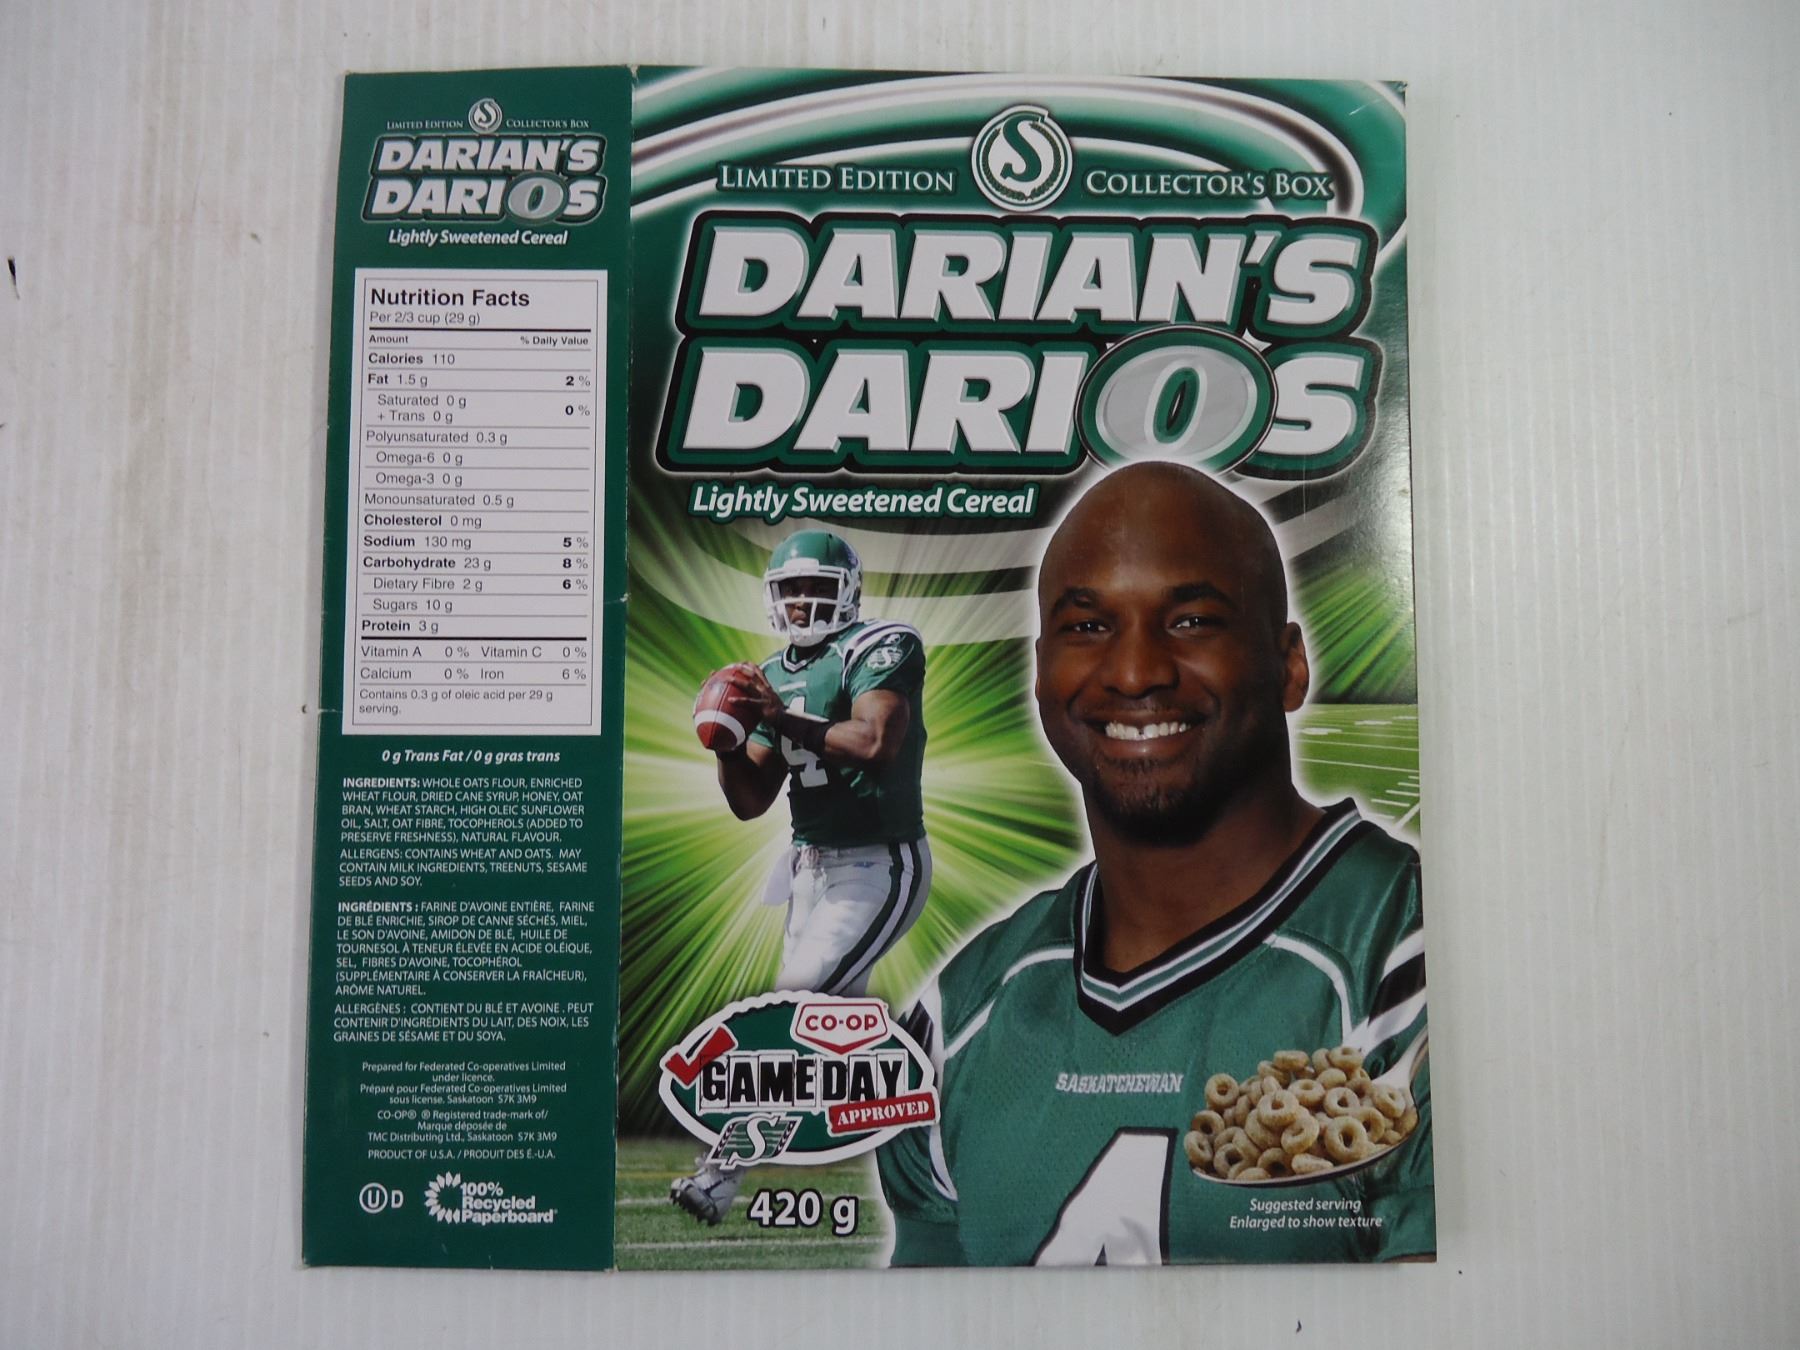 LIMITED EDITION S COLLECTOR'S BOX
DARIAN'S
DARIOS
Lightly Sweetened Cereal
Nutrition Facts
Per 2/3 cup (29 g)
Amount % Daily Value
Calories 110
Fat 1.5 g 2 %
Saturated 0 g
+ Trans 0 g 0 %
Polyunsaturated 0.3 g
Omega-6 0 g
Omega-3 0 g
Monounsaturated 0.5 g
Cholesterol 0 mg
Sodium 130 mg 5 %
Carbohydrate 23 g 8 %
Dietary Fibre 2 g 6 %
Sugars 10 g
Protein 3 g
Vitamin A 0 % Vitamin C 0 %
Calcium 0 % Iron 6 %
Contains 0.3 g of oleic acid per 29 g
serving.
0 g Trans Fat / 0 g gras trans
INGREDIENTS: WHOLE OATS FLOUR, ENRICHED
WHEAT FLOUR, DRIED CANE SYRUP, HONEY, OAT
BRAN, WHEAT STARCH, HIGH OLEIC SUNFLOWER
OIL, SALT, OAT FIBRE, TOCOPHEROLS (ADDED TO
PRESERVE FRESHNESS), NATURAL FLAVOUR.
ALLERGENS: CONTAINS WHEAT AND OATS. MAY
CONTAIN MILK INGREDIENTS, TREENUTS, SESAME
SEEDS AND SOY.
INGRÉDIENTS : FARINE D'AVOINE ENTIÈRE, FARINE
DE BLÉ ENRICHIE, SIROP DE CANNE SÉCHÉS, MIEL,
LE SON D'AVOINE, AMIDON DE BLÉ, HUILE DE
TOURNESOL À TENEUR ÉLEVÉE EN ACIDE OLÉIQUE,
SEL, FIBRES D'AVOINE, TOCOPHÉROL
(SUPPLÉMENTAIRE À CONSERVER LA FRAÎCHEUR),
ARÔME NATUREL.
ALLERGÈNES : CONTIENT DU BLÉ ET AVOINE . PEUT
CONTENIR D'INGRÉDIENTS DU LAIT, DES NOIX, LES
GRAINES DE SÉSAME ET DU SOYA.
Prepared for Federated Co-operatives Limited
under licence.
Préparé pour Federated Co-operatives Limited
sous license. Saskatoon S7K 3M9
CO-OP® ® Registered trade-mark of/
Marque déposée de
TMC Distributing Ltd., Saskatoon S7K 3M9
PRODUCT OF U.S.A. / PRODUIT DES É.-U.A.
U D
100%
Recycled
Paperboard
LIMITED EDITION S COLLECTOR'S BOX
DARIAN'S
DARIOS
Lightly Sweetened Cereal
4
CO-OP
GAME DAY
APPROVED
S
420 g
SASKATCHEWAN
4
Suggested serving
Enlarged to show texture